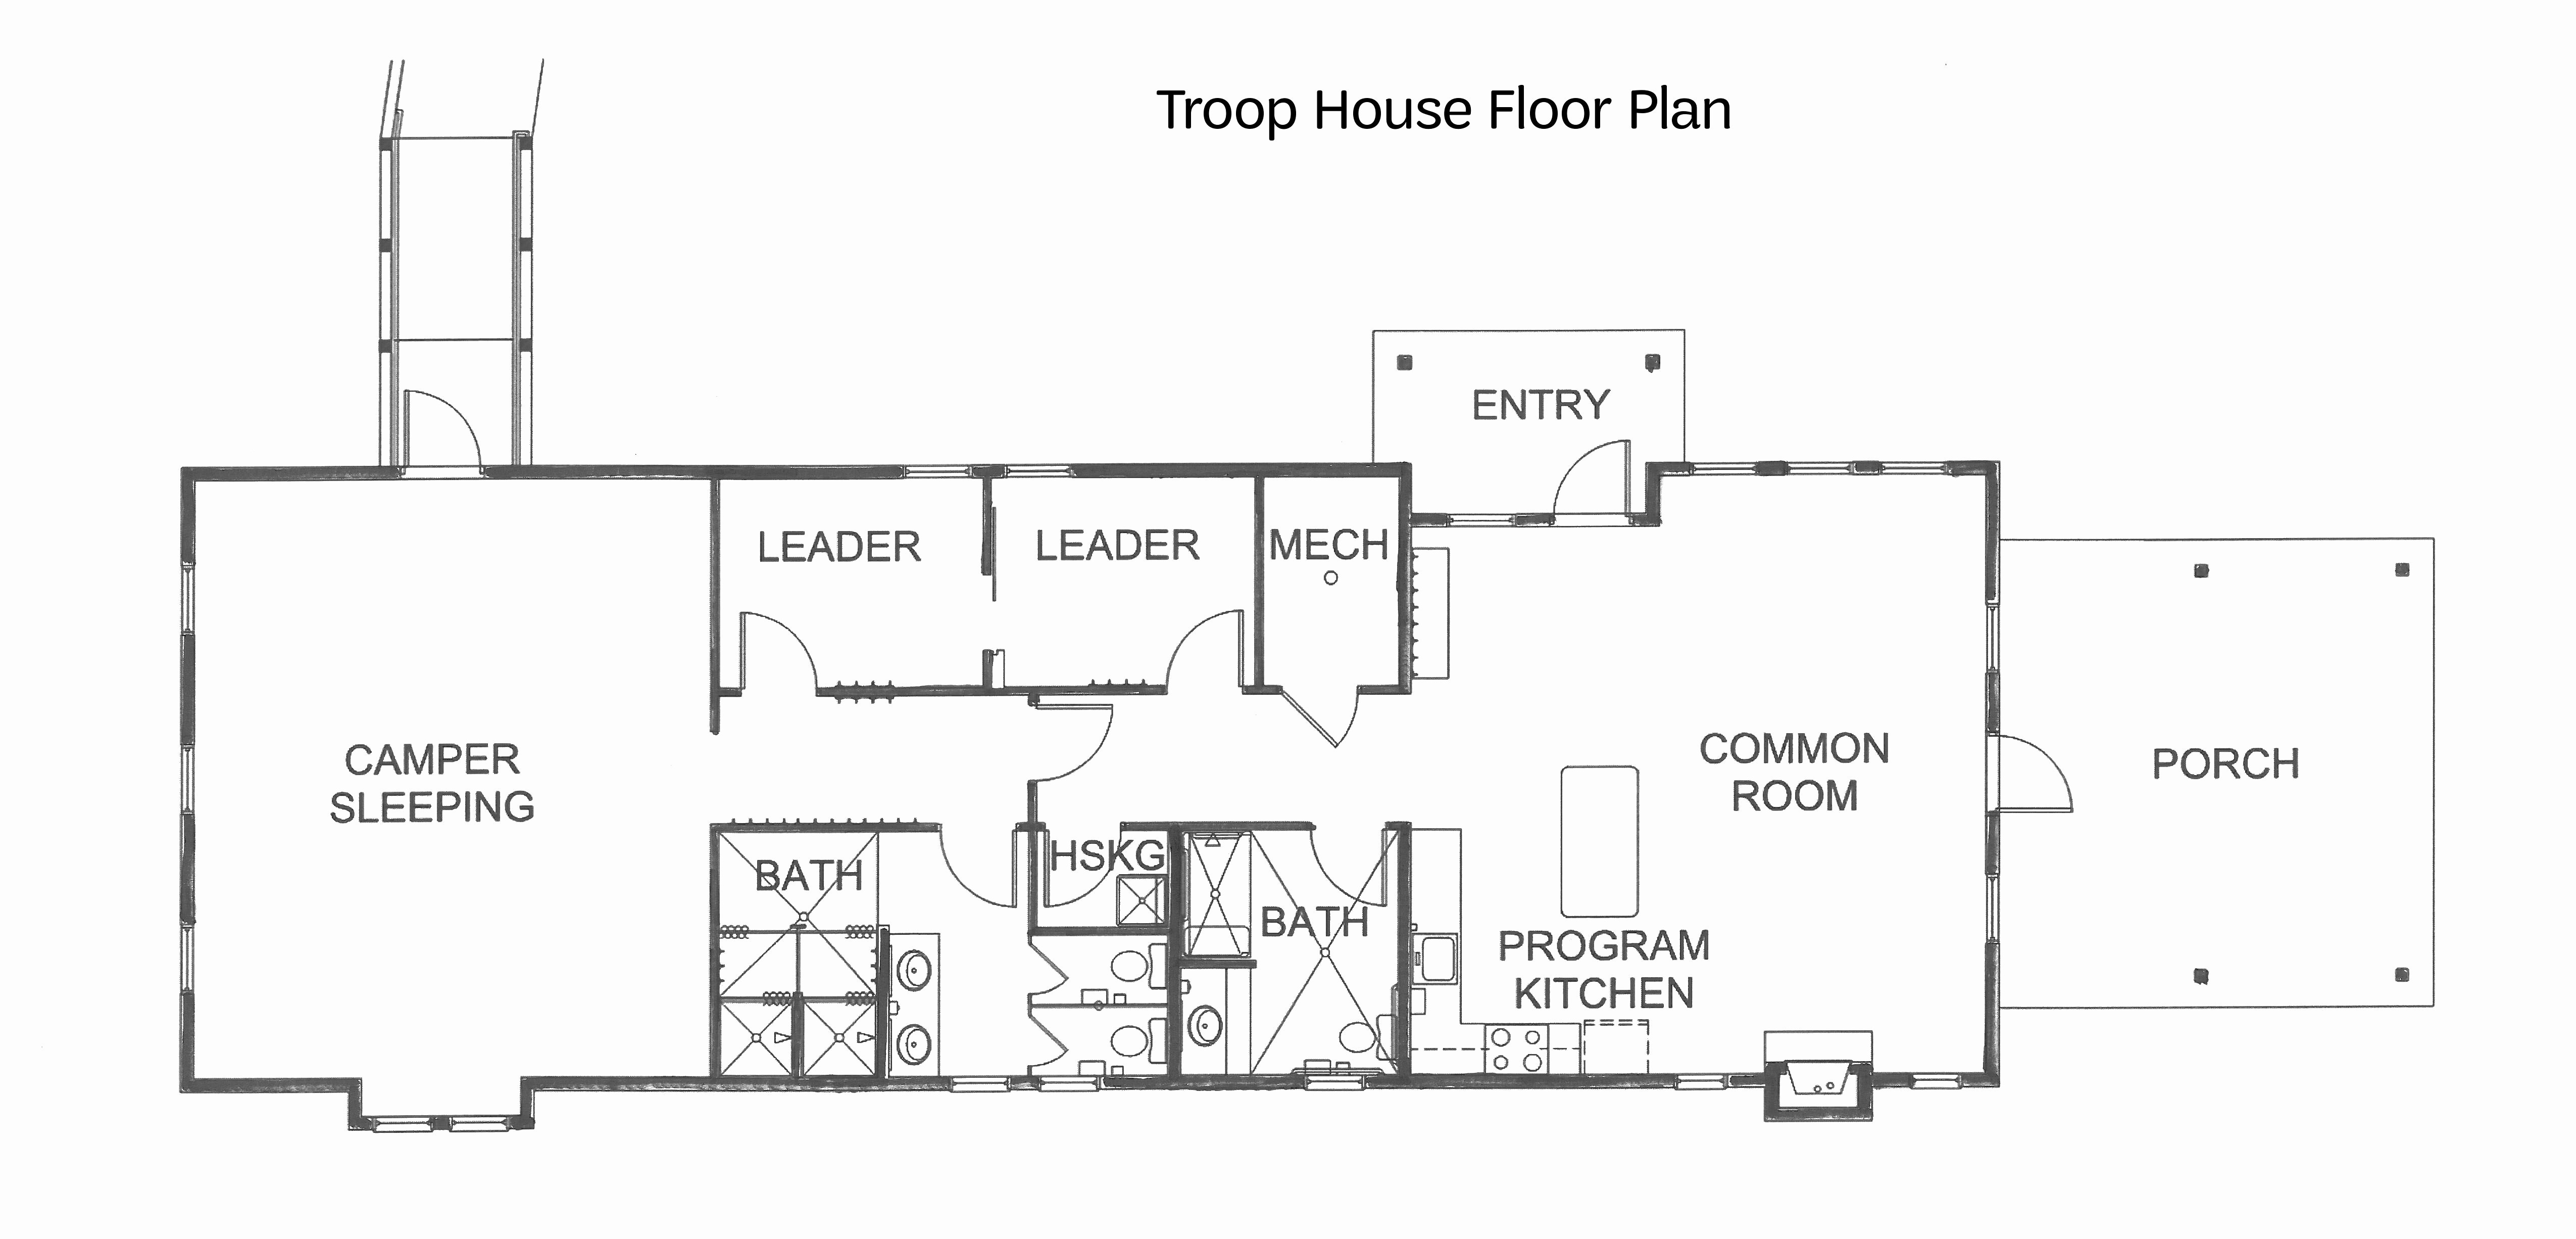 Troop House Floor Plan
ENTRY
LEADER
LEADER
MECH
CAMPER
SLEEPING
COMMON
ROOM
PORCH
BATH
HSKG
BATH
PROGRAM
KITCHEN